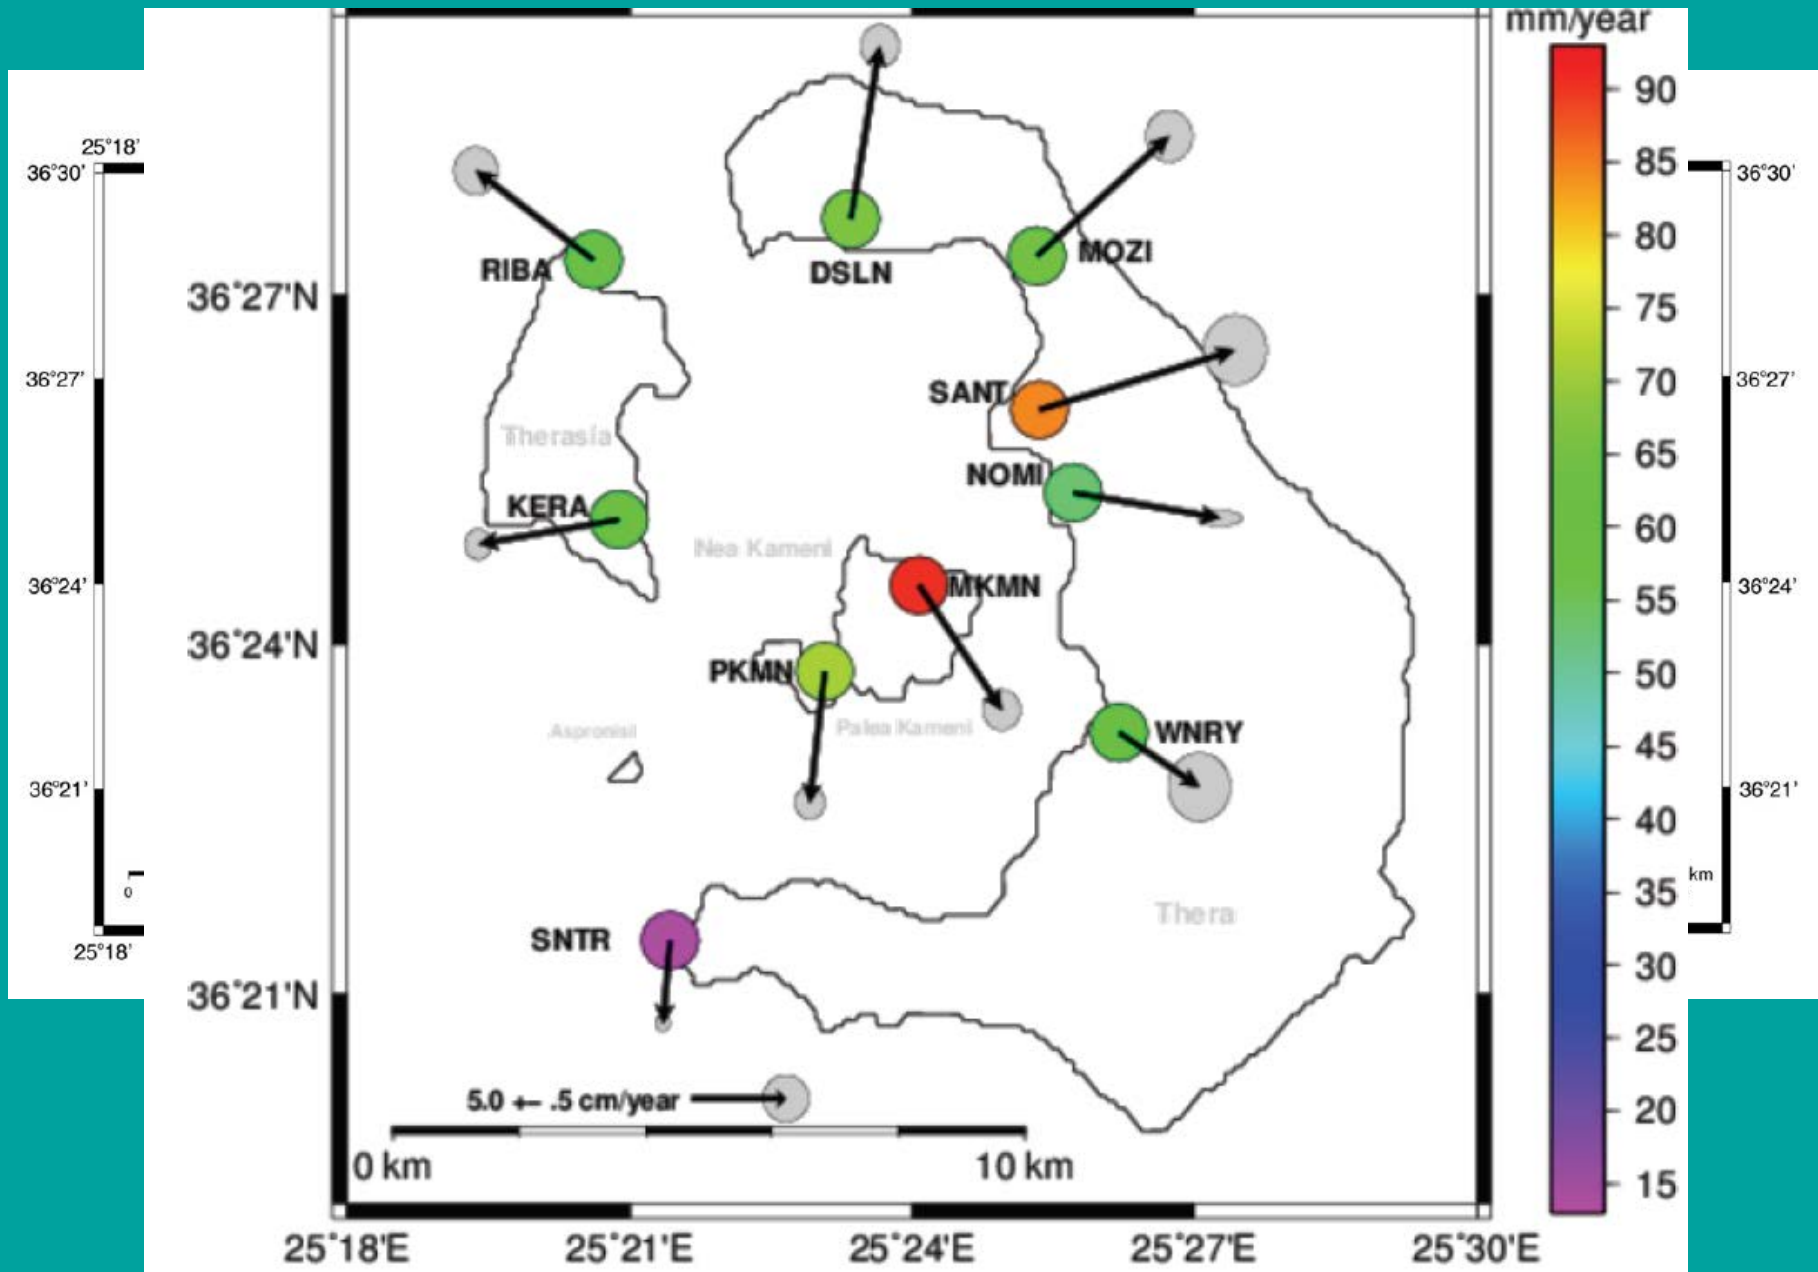 mm/year
90
85
80
75
70
65
60
55
50
45
40
35
30
25
20
15
25°18'
36°30'
36°27'
36°24'
36°21'
0
25°18'
36°30'
36°27'
36°24'
36°21'
km
36°27'N
36°24'N
36°21'N
RIBA
DSLN
MOZI
SANT
Therasia
NOMI
KERA
Nea Kameni
MKMN
PKMN
Palea Kameni
Aspronisi
WNRY
Thera
SNTR
5.0 +− .5 cm/year
0 km
10 km
25°18'E
25°21'E
25°24'E
25°27'E
25°30'E